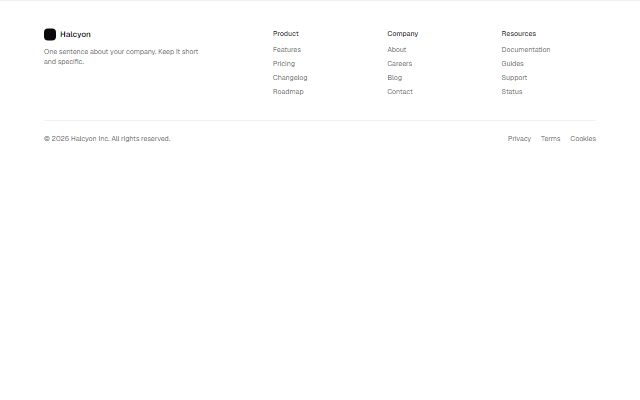 Halcyon
One sentence about your company. Keep it short
and specific.
Product
Features
Pricing
Changelog
Roadmap
Company
About
Careers
Blog
Contact
Resources
Documentation
Guides
Support
Status
© 2026 Halcyon Inc. All rights reserved.
Privacy Terms Cookies